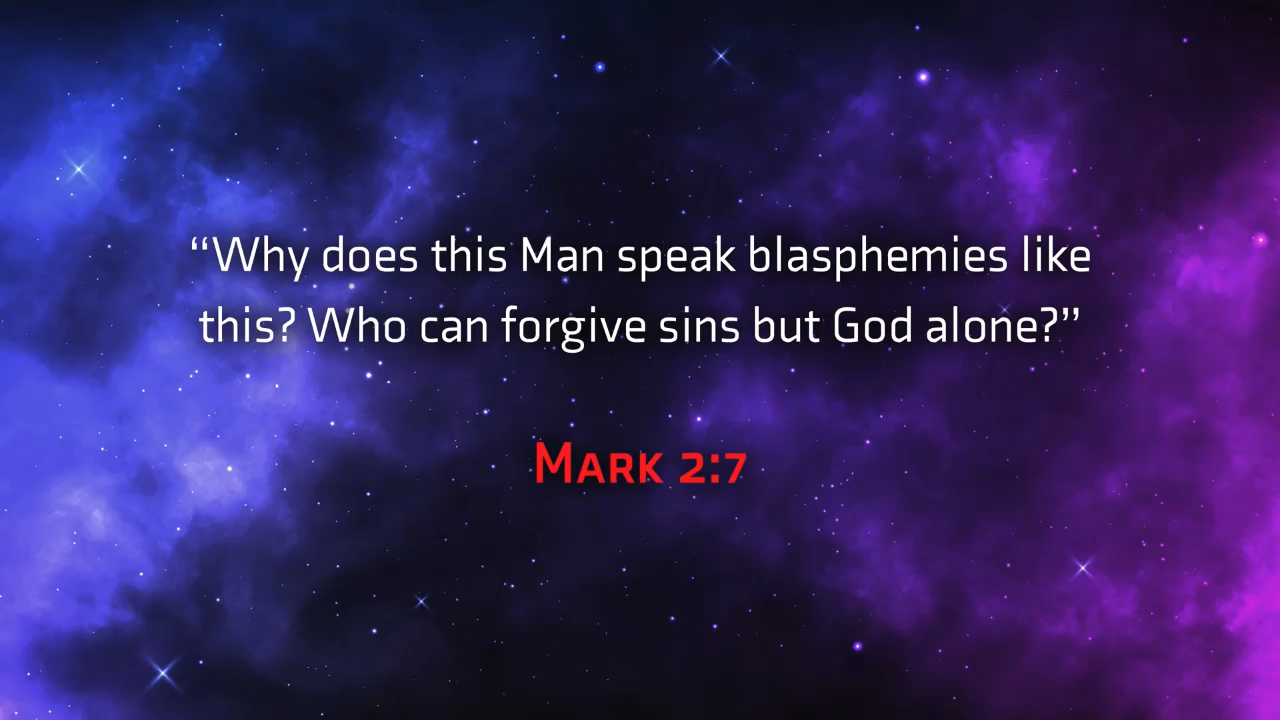 “Why does this Man speak blasphemies like
this? Who can forgive sins but God alone?”
Mark 2:7